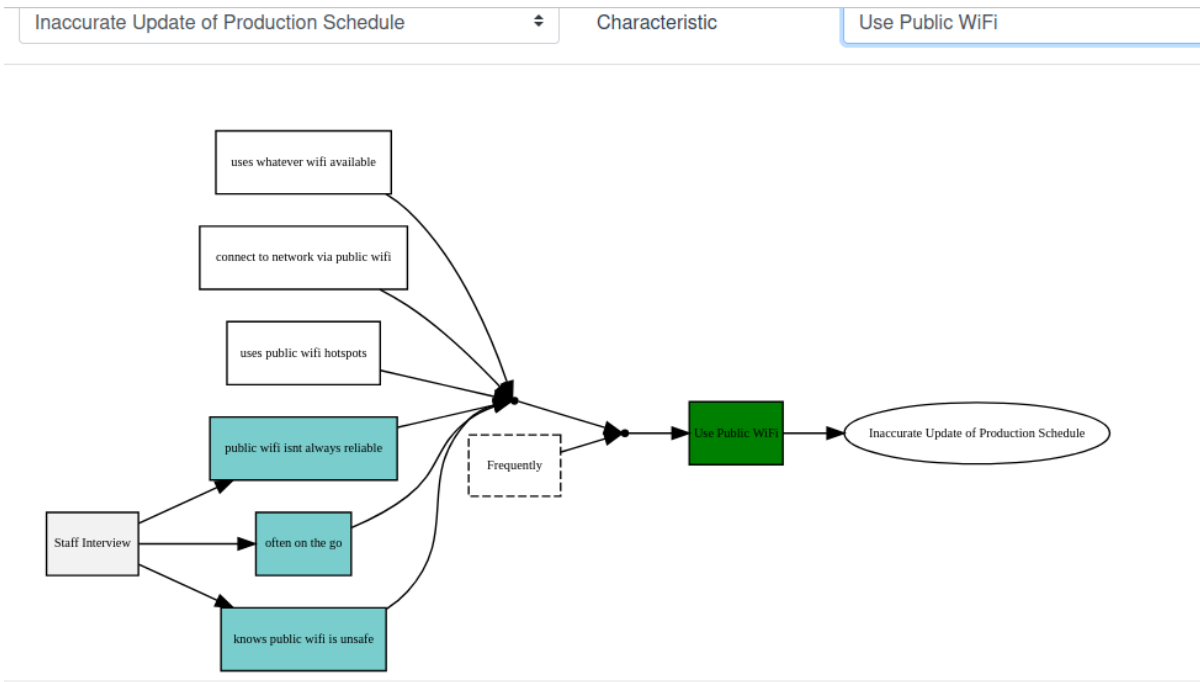 Inaccurate Update of Production Schedule
Characteristic
Use Public WiFi
uses whatever wifi available
connect to network via public wifi
uses public wifi hotspots
public wifi isnt always reliable
Frequently
Use Public WiFi
Inaccurate Update of Production Schedule
Staff Interview
often on the go
knows public wifi is unsafe